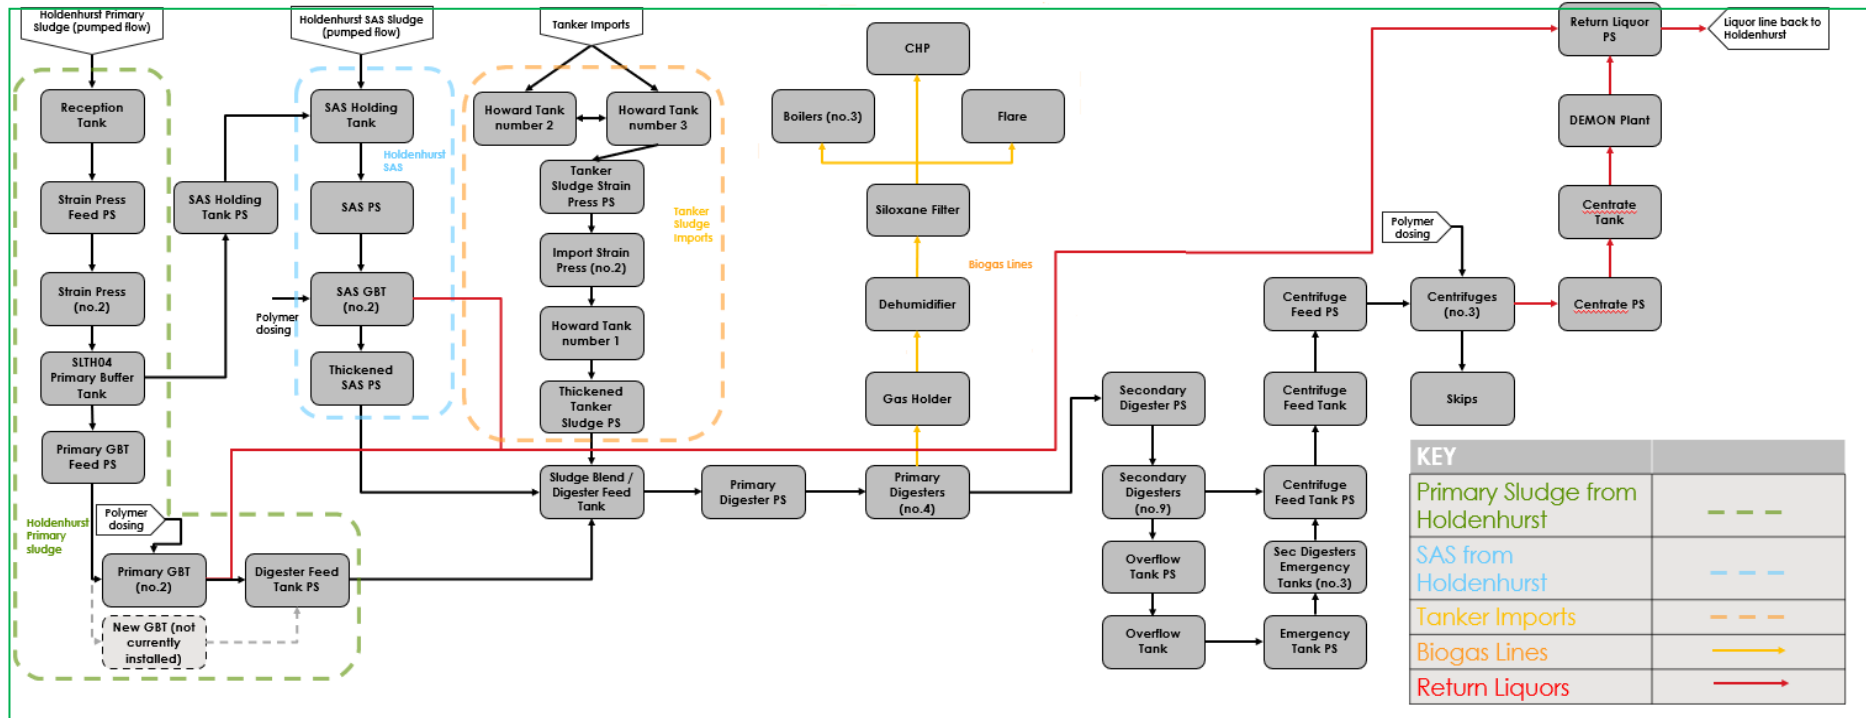 Holdenhurst Primary
Sludge (pumped flow)
Holdenhurst SAS Sludge
(pumped flow)
Tanker Imports
Return Liquor
PS
Liquor line back to
Holdenhurst
CHP
Reception
Tank
SAS Holding
Tank
Howard Tank
number 2
Howard Tank
number 3
Boilers (no.3)
Flare
DEMON Plant
Holdenhurst
SAS
Strain Press
Feed PS
SAS Holding
Tank PS
SAS PS
Tanker
Sludge Strain
Press PS
Tanker
Sludge
Imports
Siloxane Filter
Polymer
dosing
Centrate
Tank
Import Strain
Press (no.2)
Biogas Lines
Strain Press
(no.2)
SAS GBT
(no.2)
Polymer
dosing
Dehumidifier
Centrifuge
Feed PS
Centrifuges
(no.3)
Centrate PS
Howard Tank
number 1
SLTH04
Primary Buffer
Tank
Thickened
SAS PS
Thickened
Tanker
Sludge PS
Gas Holder
Secondary
Digester PS
Centrifuge
Feed Tank
Skips
Primary GBT
Feed PS
Sludge Blend /
Digester Feed
Tank
Primary
Digester PS
Primary
Digesters
(no.4)
Secondary
Digesters
(no.9)
Centrifuge
Feed Tank PS
Holdenhurst
Primary
sludge
Polymer
dosing
Primary GBT
(no.2)
Digester Feed
Tank PS
Overflow
Tank PS
Sec Digesters
Emergency
Tanks (no.3)
New GBT (not
currently
installed)
Overflow
Tank
Emergency
Tank PS
KEY
Primary Sludge from
Holdenhurst
SAS from
Holdenhurst
Tanker Imports
Biogas Lines
Return Liquors